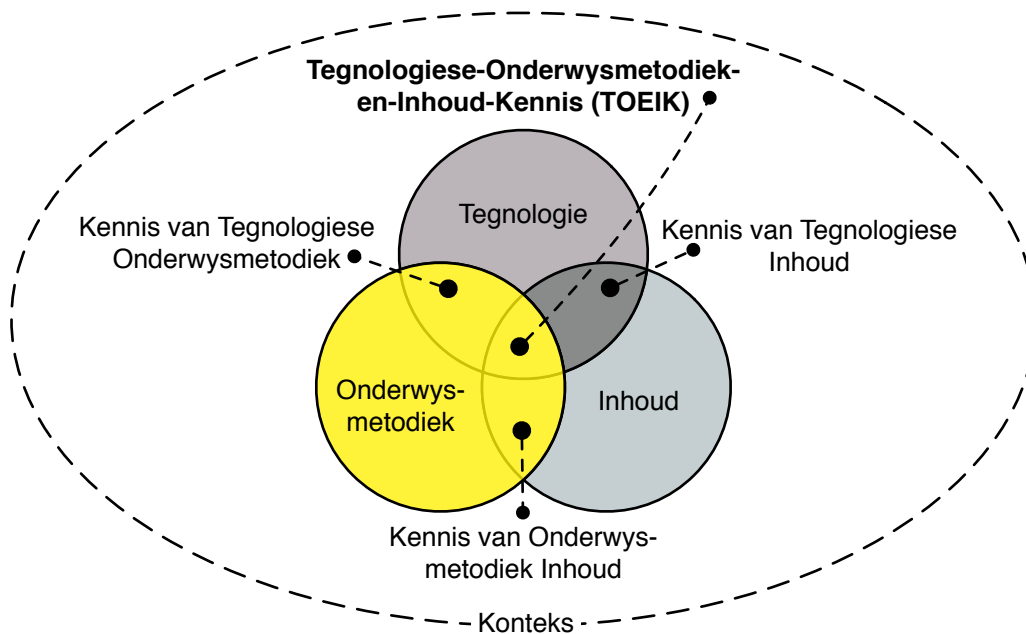 Tegnologiese-Onderwysmetodiek-
en-Inhoud-Kennis (TOEIK)
Tegnologie
Kennis van Tegnologiese
Onderwysmetodiek
Kennis van Tegnologiese
Inhoud
Onderwys-
metodiek
Inhoud
Kennis van Onderwys-
metodiek Inhoud
Konteks